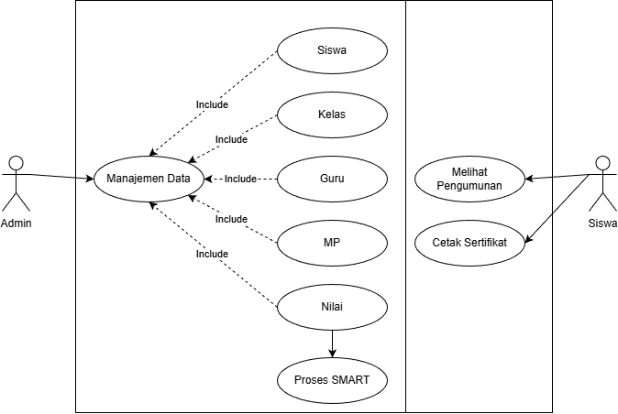 Siswa
Include
Kelas
Include
Manajemen Data
Include
Guru
Include
MP
Include
Nilai
Proses SMART
Admin
Melihat
Pengumunan
Cetak Sertifikat
Siswa